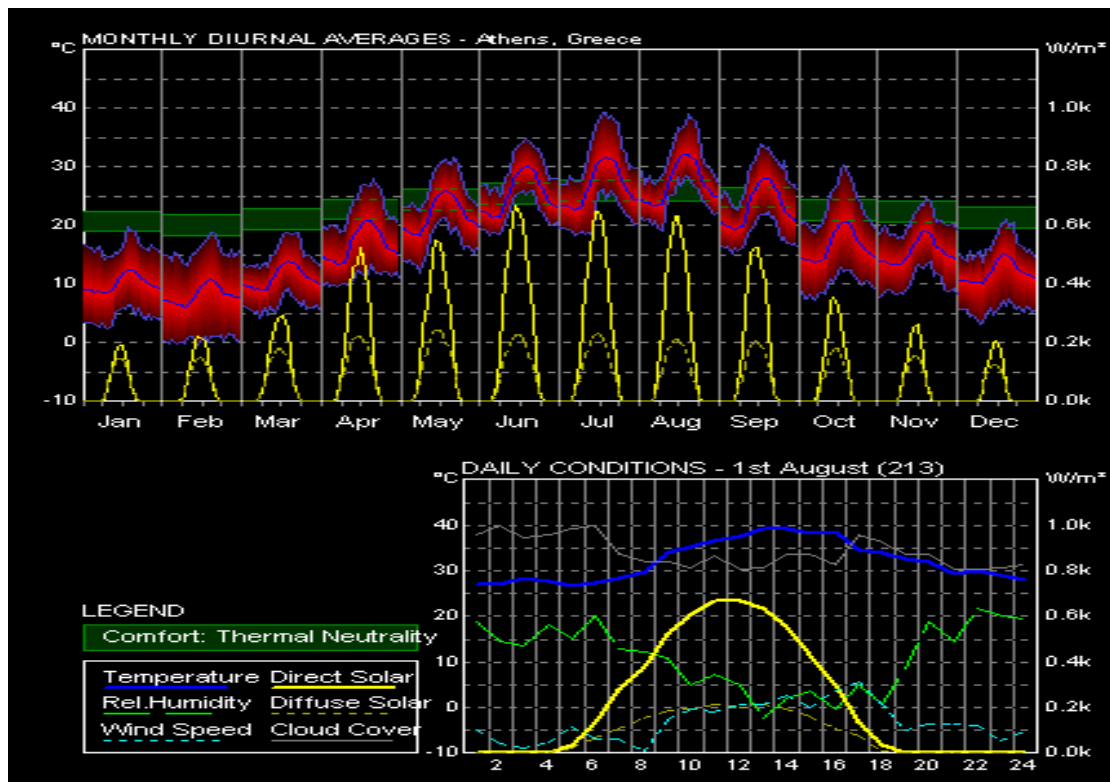 MONTHLY DIURNAL AVERAGES - Athens, Greece
°C
W/m²
40
30
20
10
0
-10
1.0k
0.8k
0.6k
0.4k
0.2k
0.0k
Jan Feb Mar Apr May Jun Jul Aug Sep Oct Nov Dec
DAILY CONDITIONS - 1st August (213)
°C
W/m²
40
30
20
10
0
-10
1.0k
0.8k
0.6k
0.4k
0.2k
0.0k
2 4 6 8 10 12 14 16 18 20 22 24
LEGEND
Comfort: Thermal Neutrality
Temperature Direct Solar
Rel.Humidity Diffuse Solar
Wind Speed Cloud Cover